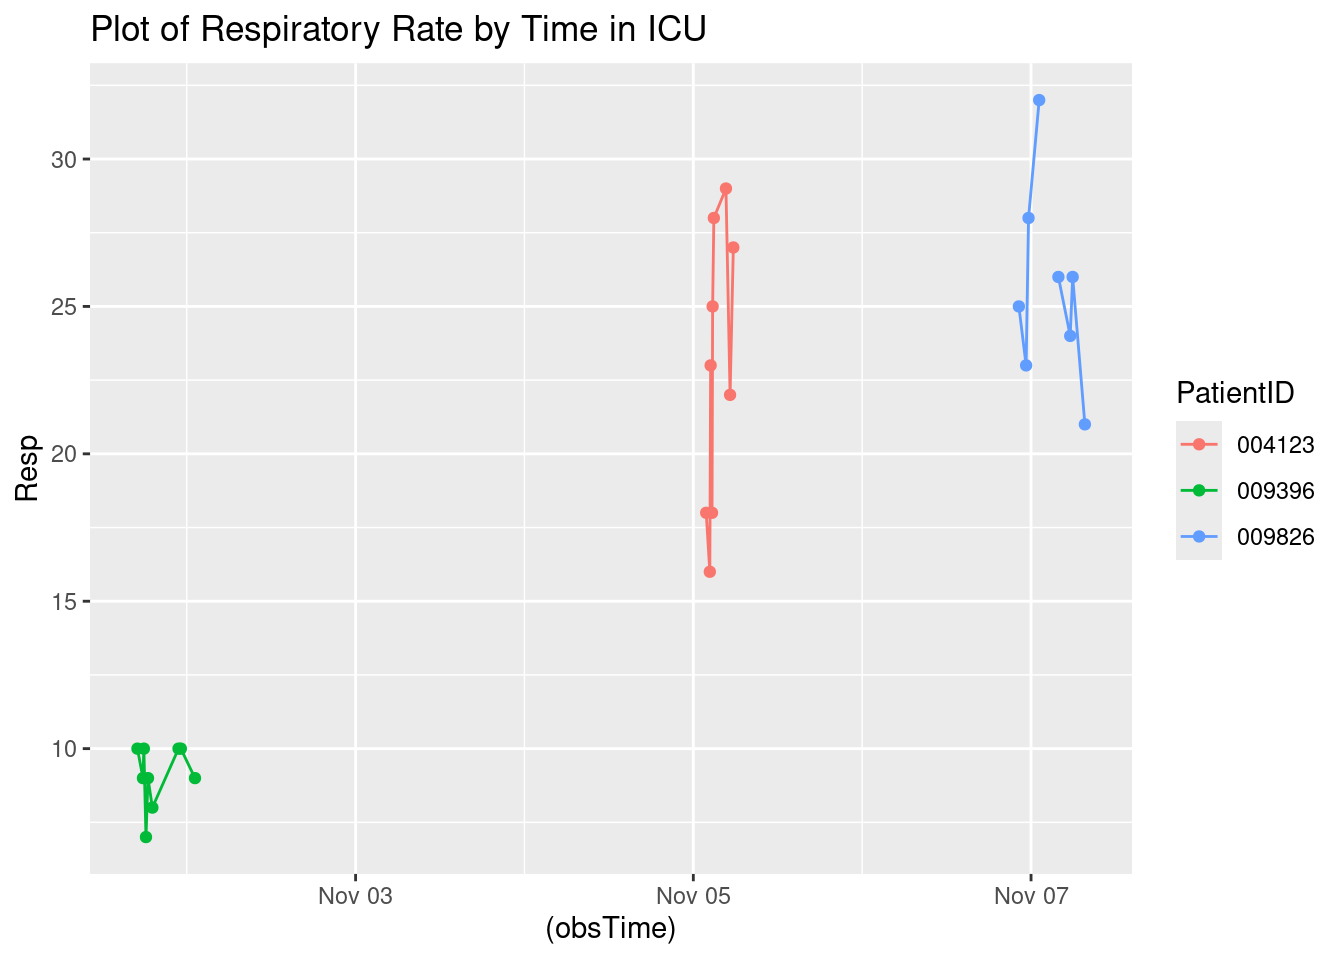 Plot of Respiratory Rate by Time in ICU
30
25
20
15
10
Resp
Nov 03
Nov 05
Nov 07
(obsTime)
PatientID
004123
009396
009826